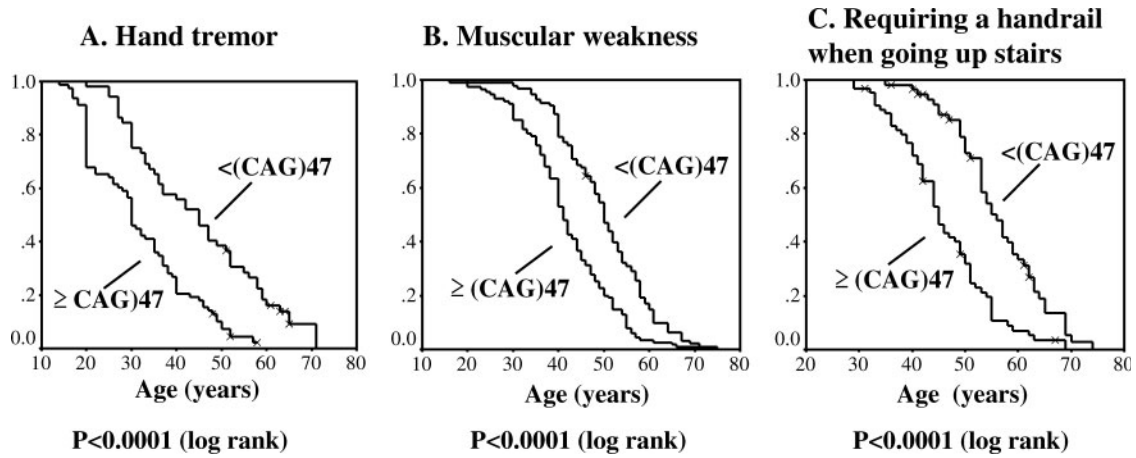 A. Hand tremor
1.0
.8
.6
.4
.2
0.0
<(CAG)47
≥ CAG)47
10 20 30 40 50 60 70 80
Age (years)
P<0.0001 (log rank)
B. Muscular weakness
1.0
.8
.6
.4
.2
0.0
<(CAG)47
≥ (CAG)47
10 20 30 40 50 60 70 80
Age (years)
P<0.0001 (log rank)
C. Requiring a handrail
when going up stairs
1.0
.8
.6
.4
.2
0.0
<(CAG)47
≥ (CAG)47
20 30 40 50 60 70 80
Age (years)
P<0.0001 (log rank)